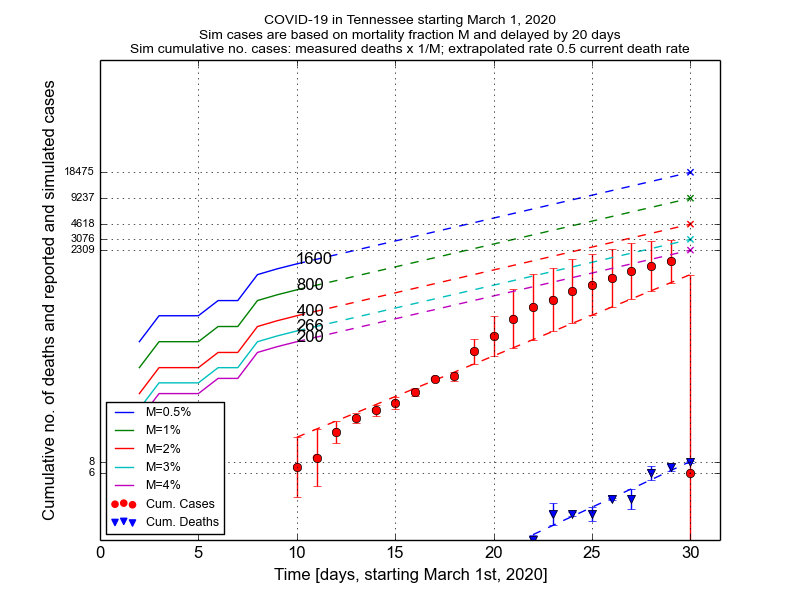 COVID-19 in Tennessee starting March 1, 2020
Sim cases are based on mortality fraction M and delayed by 20 days
Sim cumulative no. of cases: measured deaths x 1/M; extrapolated rate 0.5 current death rate
Cumulative no. of deaths and reported and simulated cases
18475
9237
4618
3076
2309
8
6
1600
800
400
266
200
M=0.5%
M=1%
M=2%
M=3%
M=4%
Cum. Cases
Cum. Deaths
0 5 10 15 20 25 30
Time [days, starting March 1st, 2020]